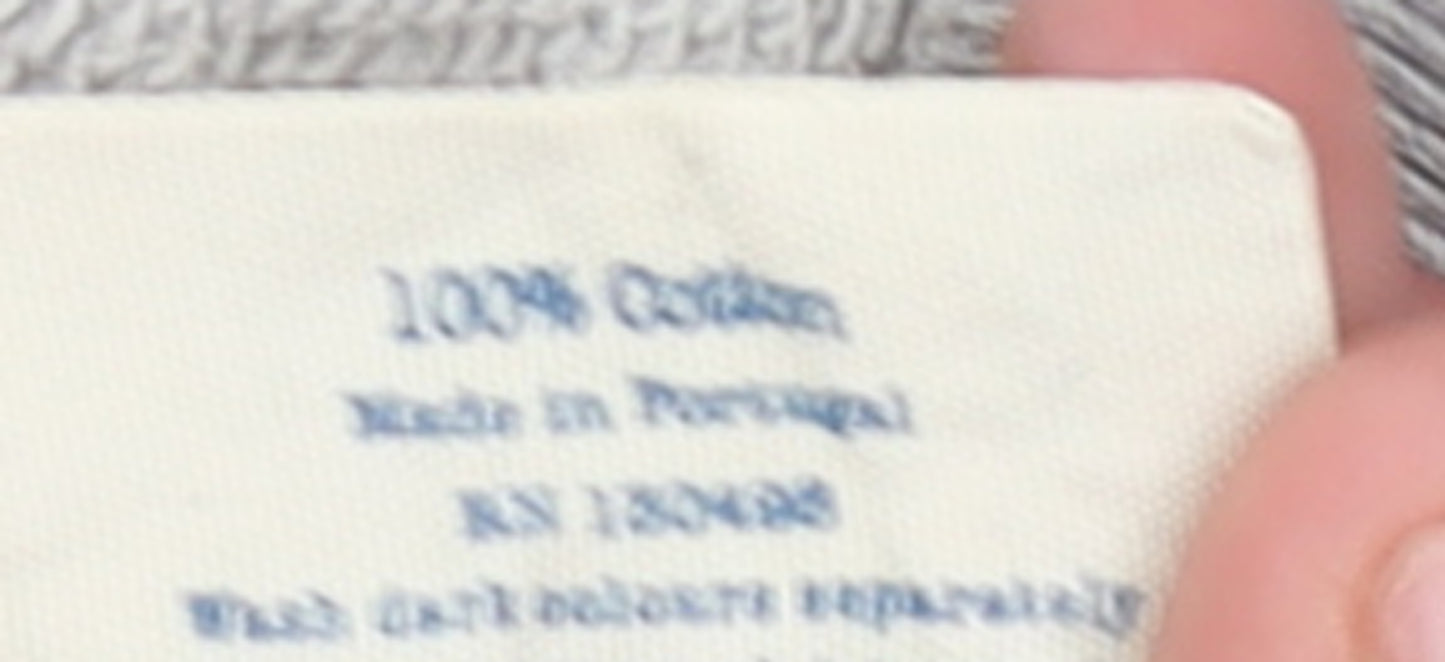 100% Cotton
Made in Portugal
RN
Wash dark colours separately